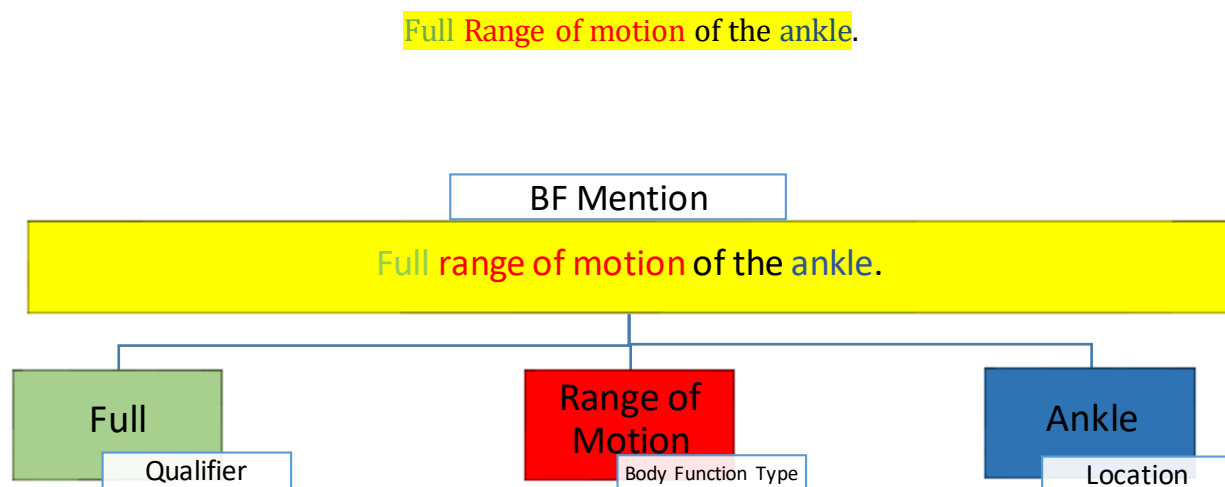 Full Range of motion of the ankle.
BF Mention
Full range of motion of the ankle.
Full
Qualifier
Range of
Motion
Body Function Type
Ankle
Location